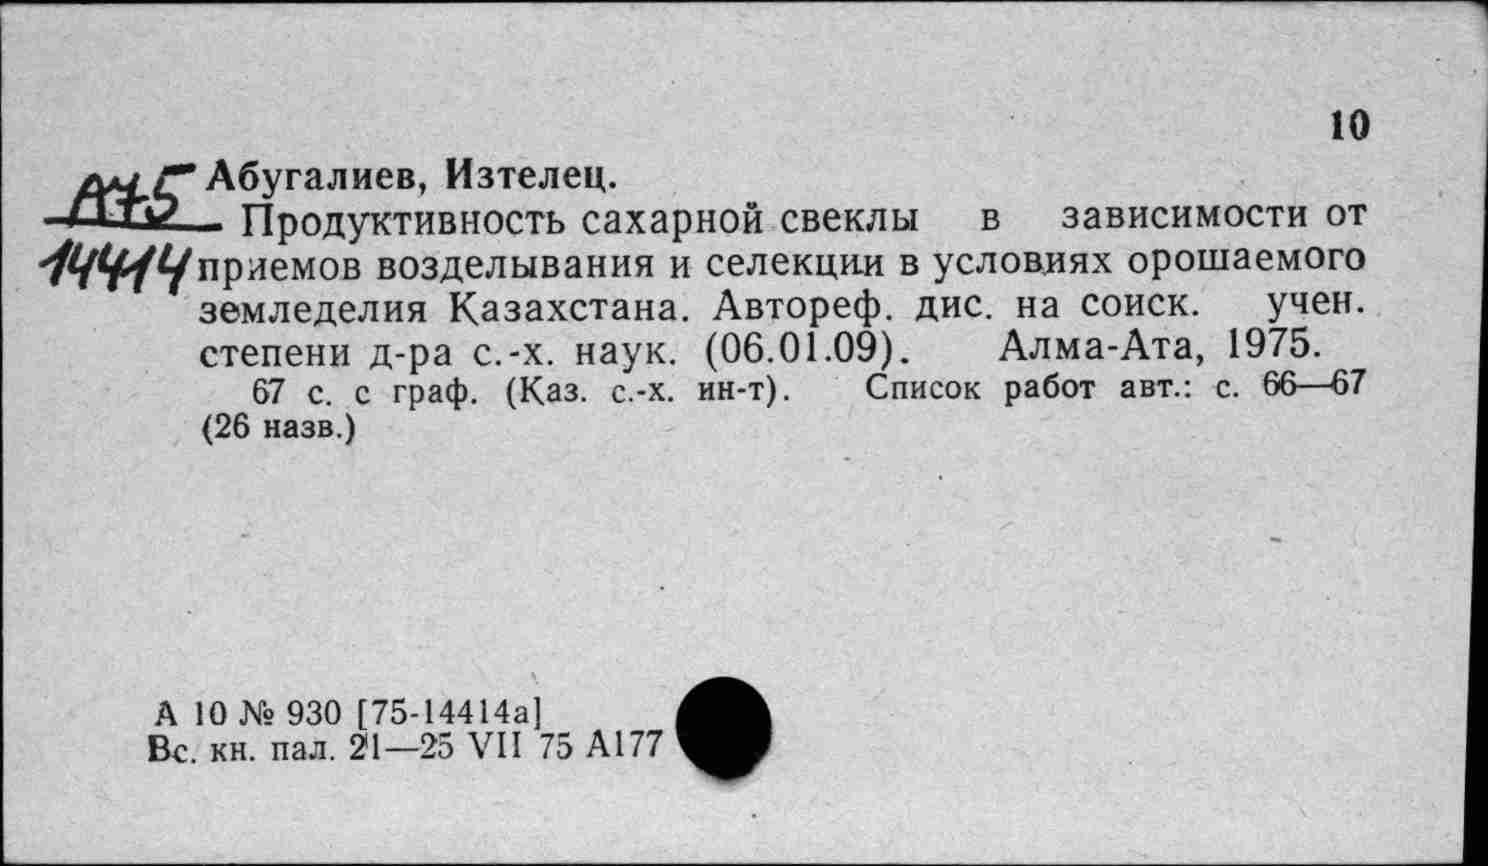 10
А75 Абугалиев, Изтелец.
Продуктивность сахарной свеклы в зависимости от
14414 приемов возделывания и селекции в условиях орошаемого
земледелия Казахстана. Автореф. дис. на соиск. учен.
степени д-ра с.-х. наук. (06.01.09). Алма-Ата, 1975.
67 с. с граф. (Каз. с.-х. ин-т). Список работ авт.: с. 66—67
(26 назв.)
А 10 № 930 [75-14414а]
Вс. кн. пал. 21—25 VII 75 А177